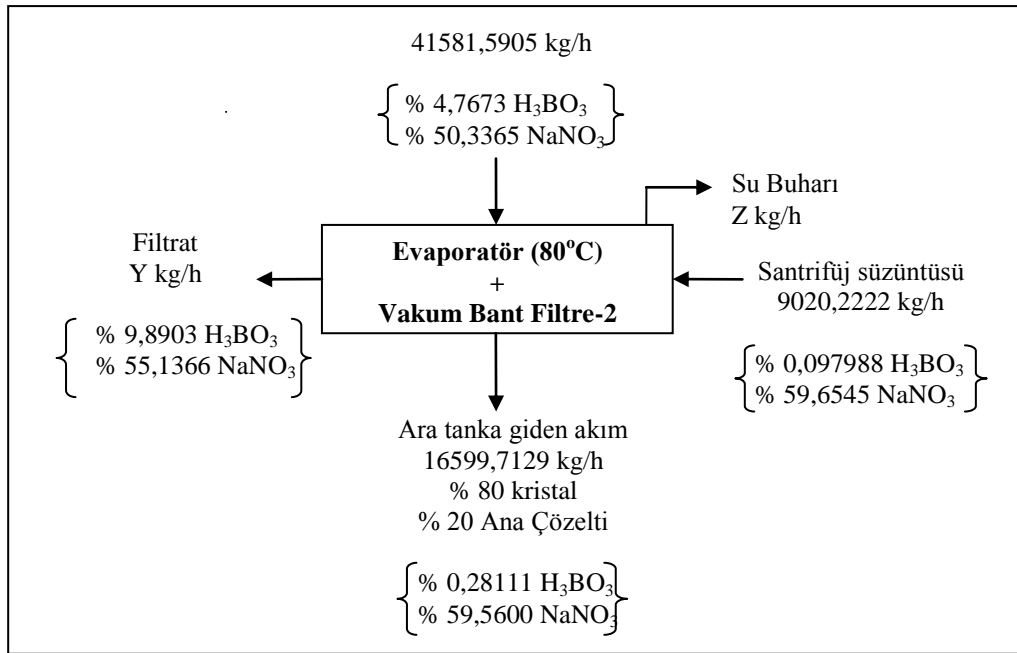 41581,5905 kg/h
% 4,7673 H₃BO₃
% 50,3365 NaNO₃
Su Buharı
Z kg/h
Filtrat
Y kg/h
Evaporatör (80°C)
+
Vakum Bant Filtre-2
Santrifüj süzüntüsü
9020,2222 kg/h
% 9,8903 H₃BO₃
% 55,1366 NaNO₃
% 0,097988 H₃BO₃
% 59,6545 NaNO₃
Ara tanka giden akım
16599,7129 kg/h
% 80 kristal
% 20 Ana Çözelti
% 0,28111 H₃BO₃
% 59,5600 NaNO₃